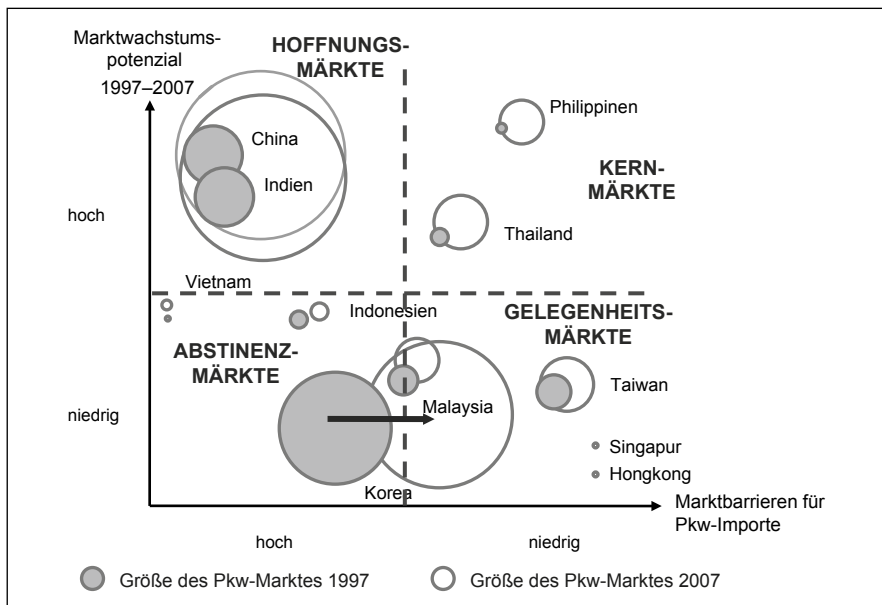 Marktwachstums-
potenzial
1997–2007
HOFFNUNGS-
MÄRKTE
Philippinen
China
Indien
KERN-
MÄRKTE
hoch
Thailand
Vietnam
Indonesien
GELEGENHEITS-
MÄRKTE
ABSTINENZ-
MÄRKTE
Taiwan
niedrig
Malaysia
Singapur
Hongkong
Korea
Marktbarrieren für
Pkw-Importe
hoch
niedrig
Größe des Pkw-Marktes 1997
Größe des Pkw-Marktes 2007